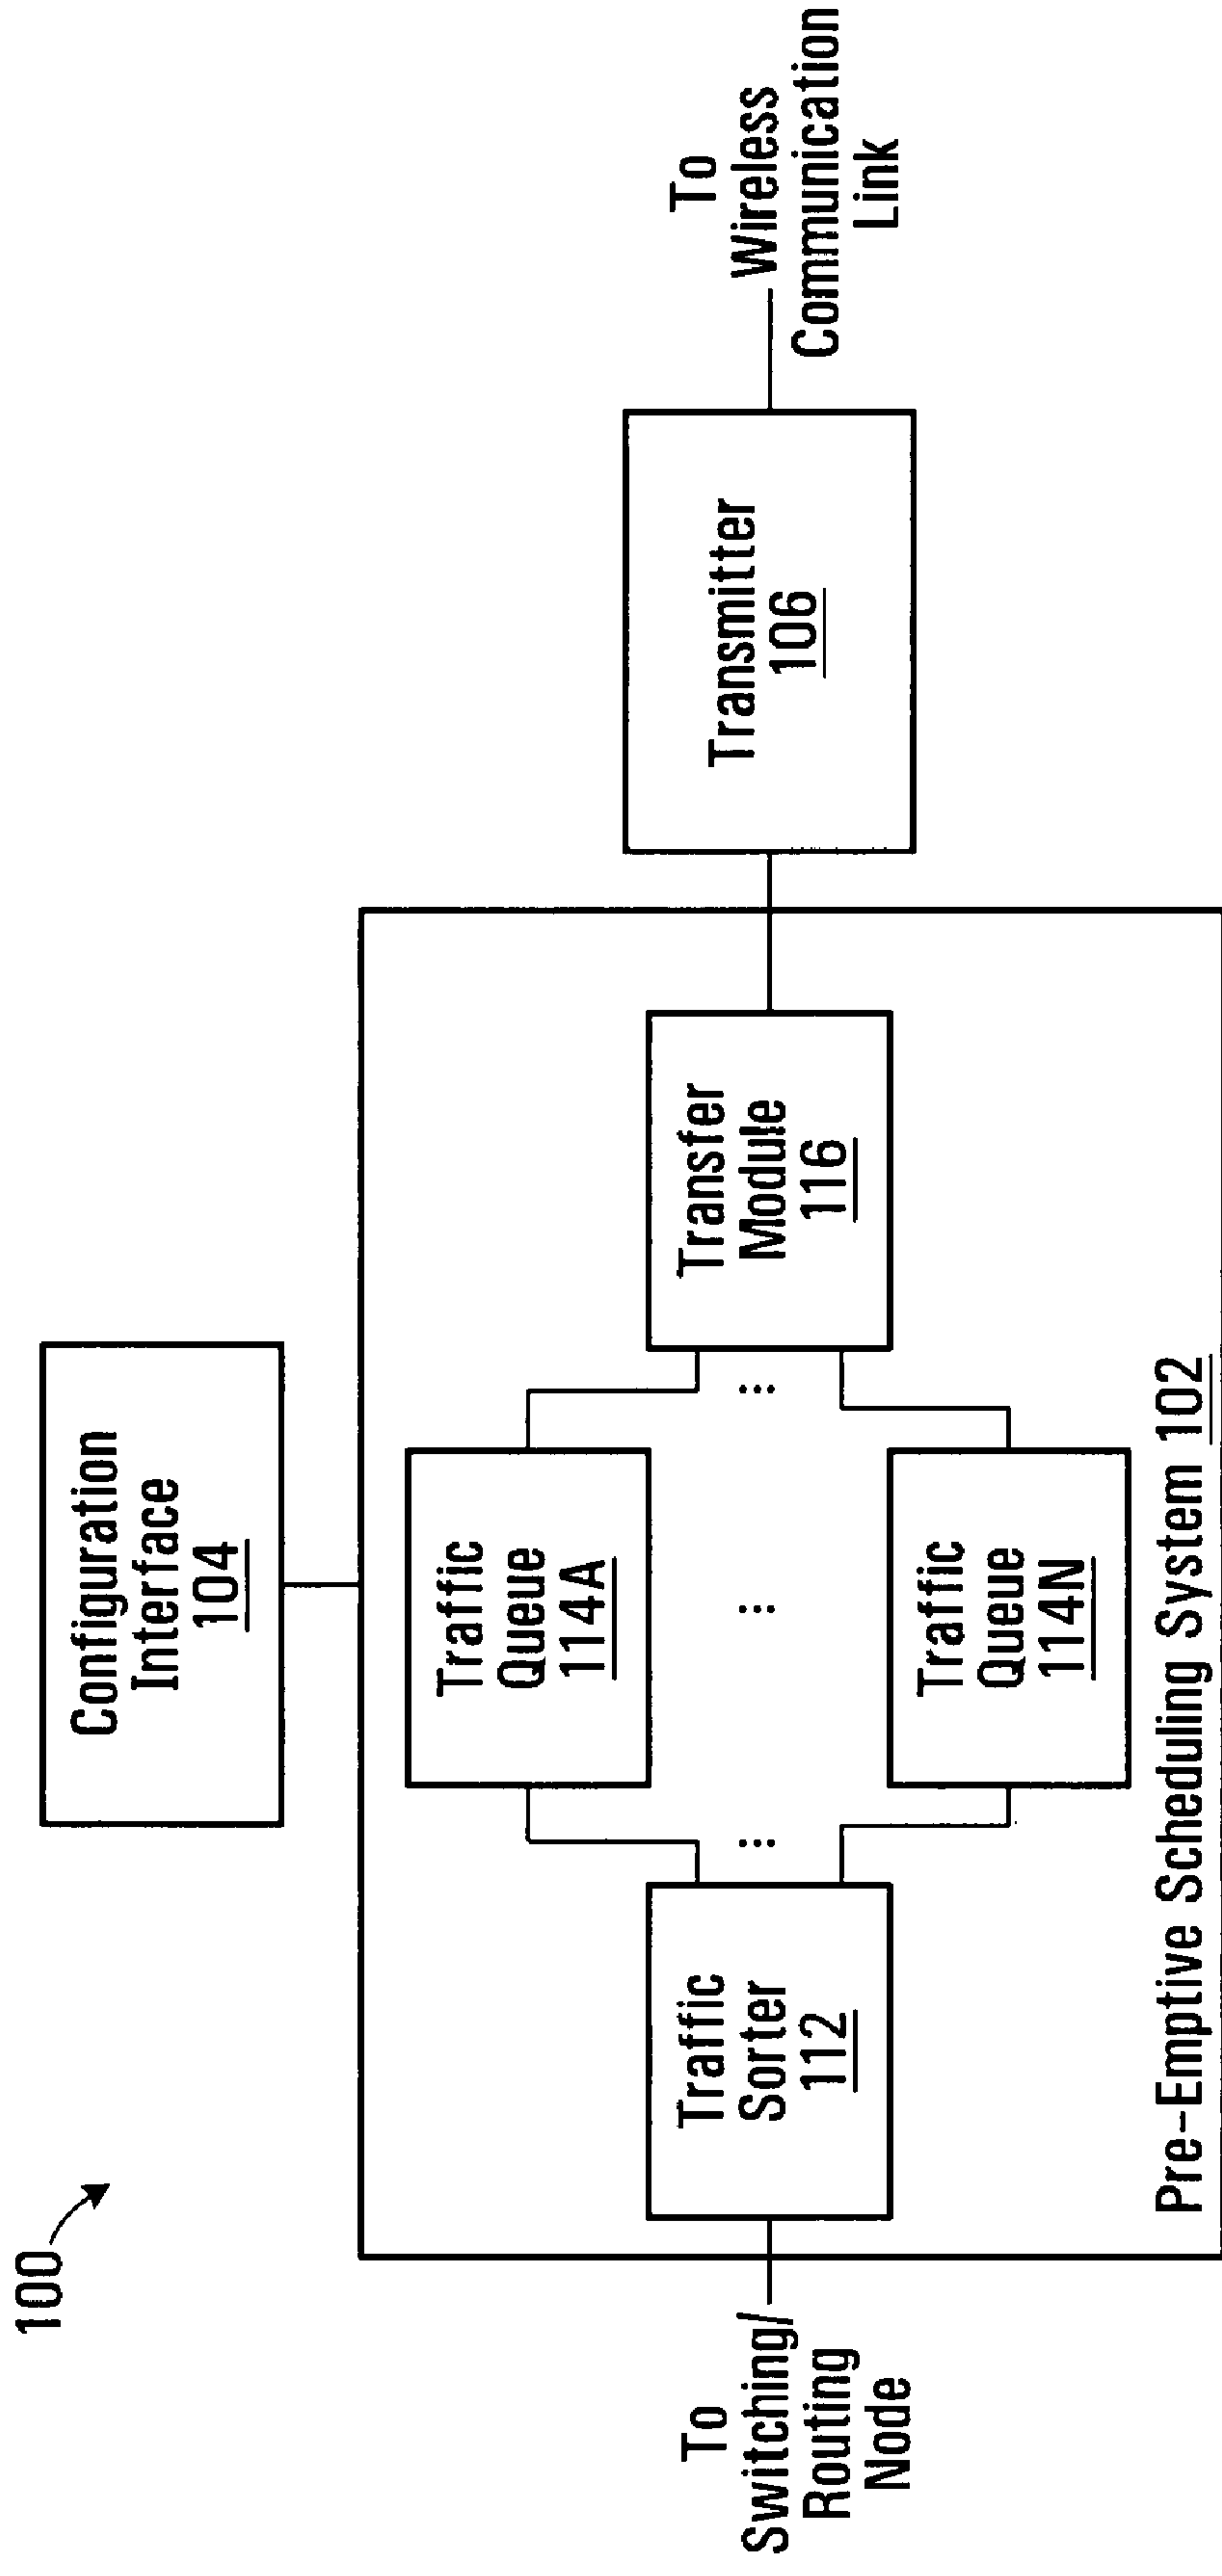 100
Configuration
Interface
104
To
Switching/
Routing
Node
Traffic
Sorter
112
Traffic
Queue
114A
Traffic
Queue
114N
Transfer
Module
116
Pre-Emptive Scheduling System 102
Transmitter
106
To
Wireless
Communication
Link